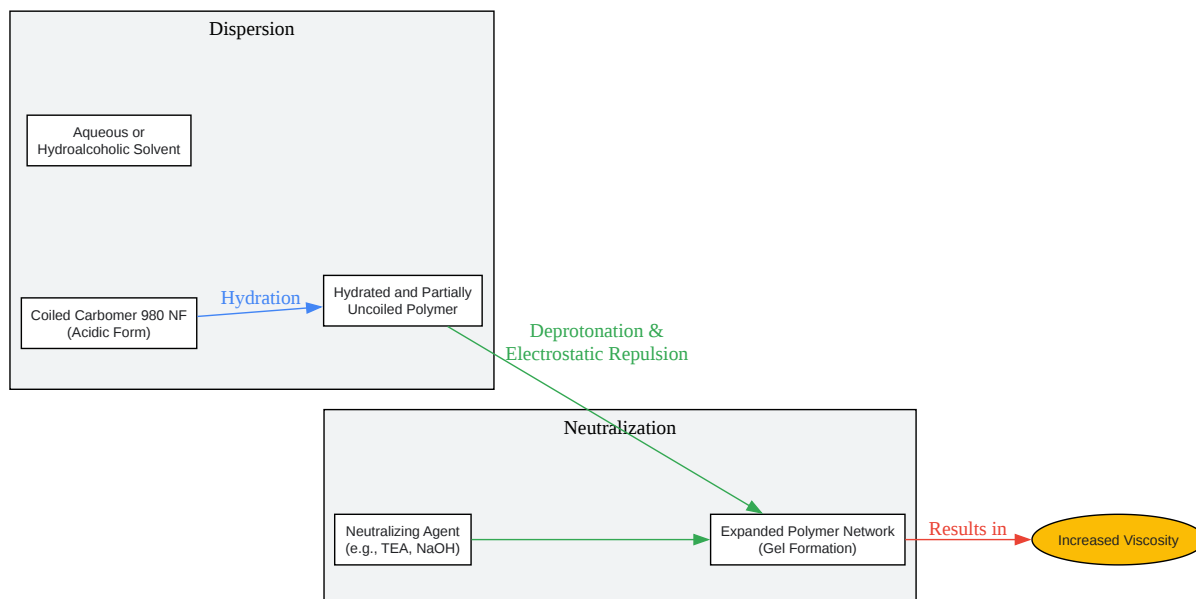 Dispersion
Aqueous or
Hydroalcoholic Solvent
Coiled Carbomer 980 NF
(Acidic Form)
Hydration
Hydrated and Partially
Uncoiled Polymer
Deprotonation &
Electrostatic Repulsion
Neutralization
Neutralizing Agent
(e.g., TEA, NaOH)
Expanded Polymer Network
(Gel Formation)
Results in
Increased Viscosity